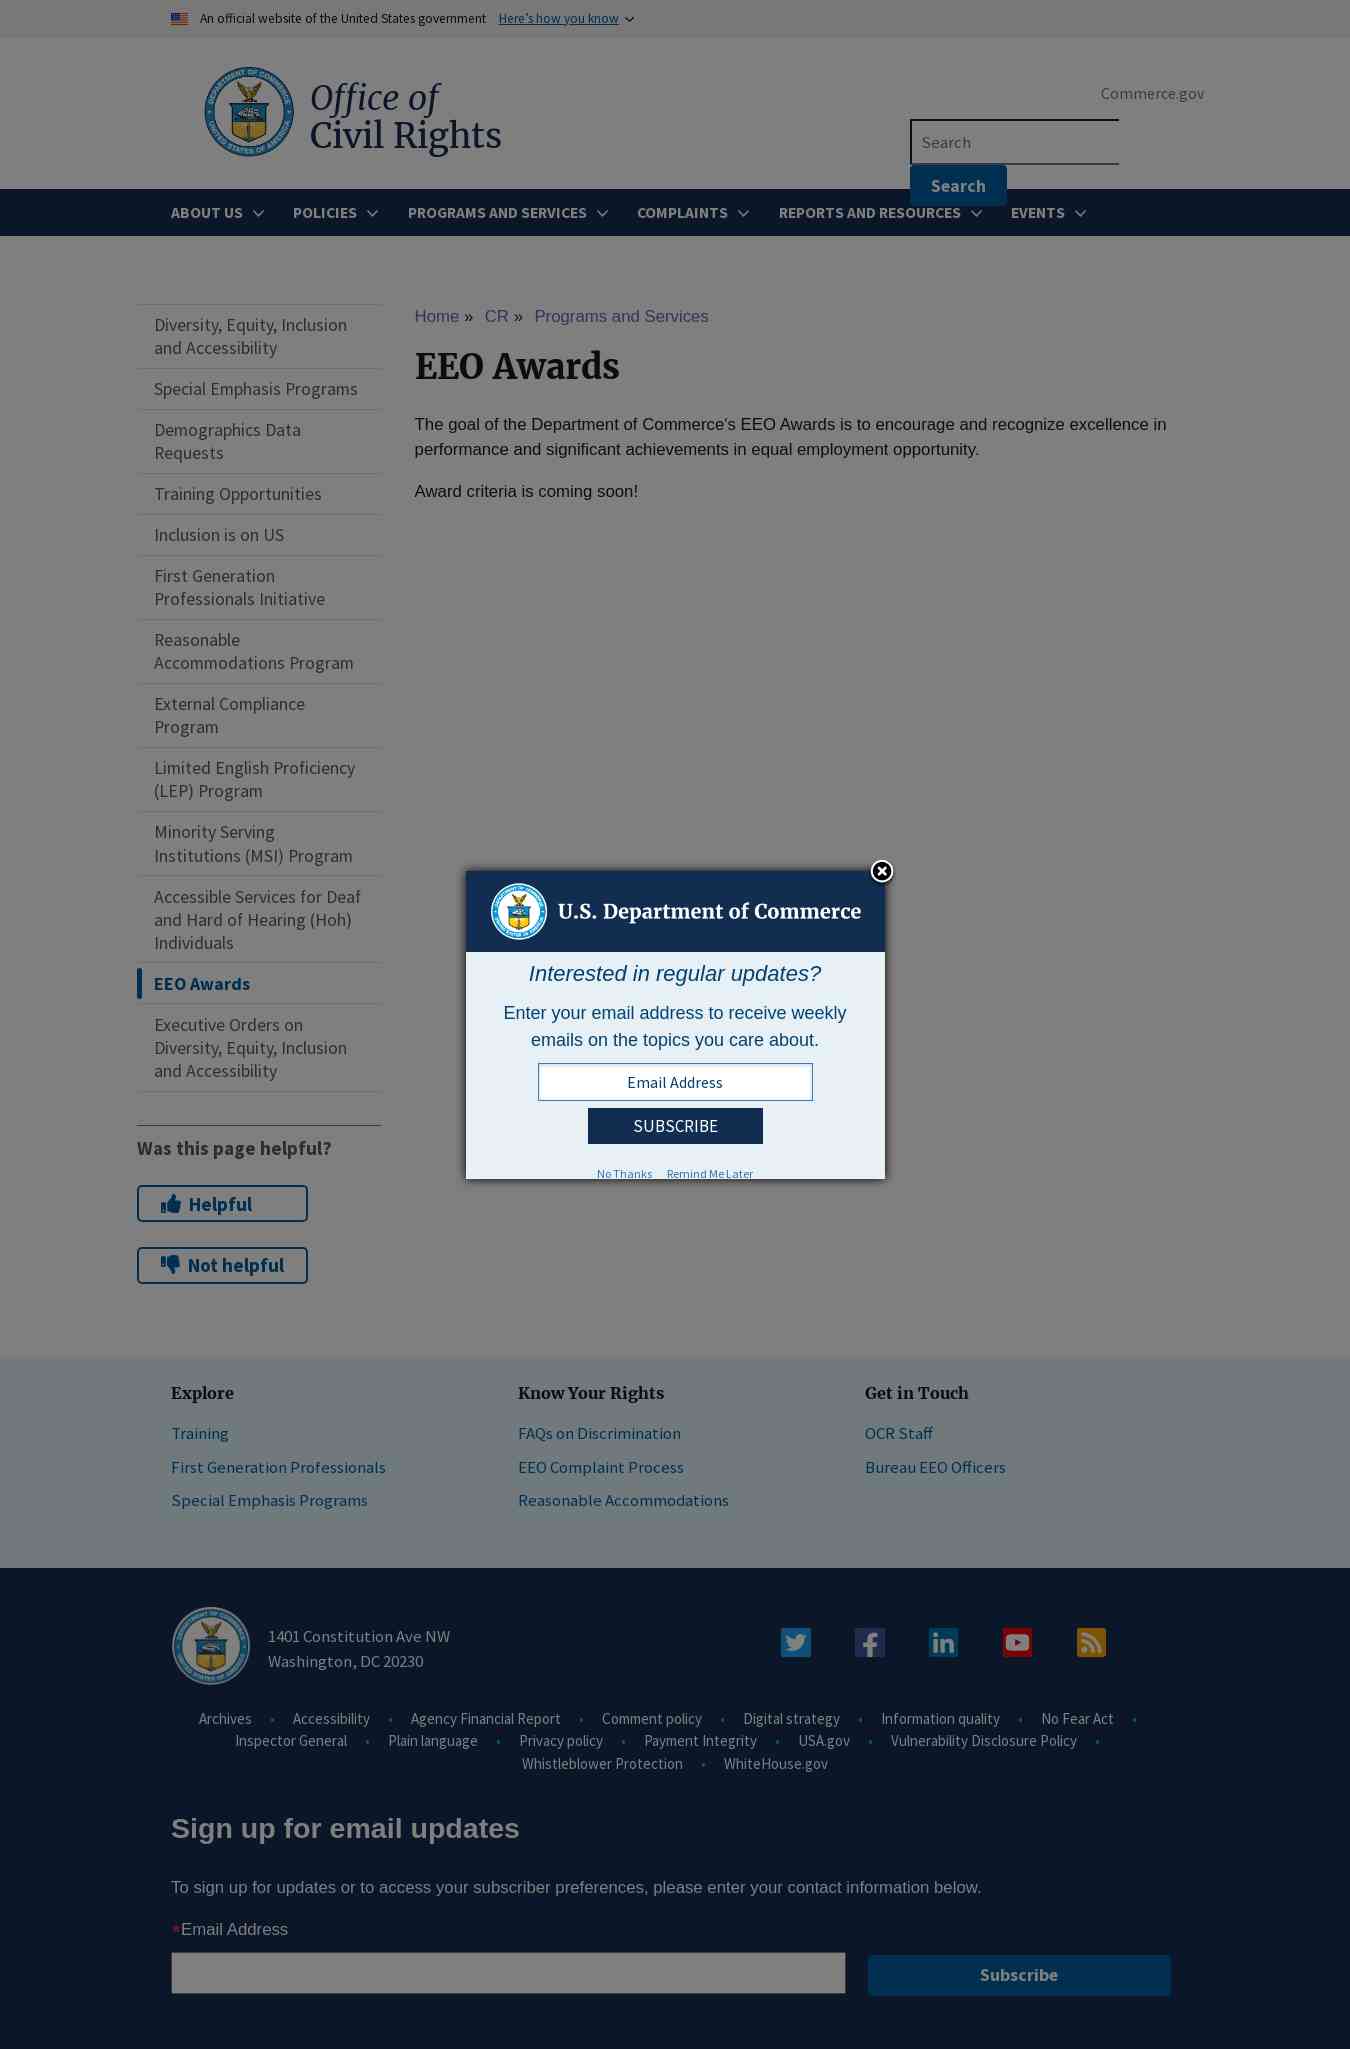 An official website of the United States government Here's how you know
Office of
Civil Rights
Commerce.gov
Search
Search
ABOUT US POLICIES PROGRAMS AND SERVICES COMPLAINTS REPORTS AND RESOURCES EVENTS
Diversity, Equity, Inclusion
and Accessibility
Special Emphasis Programs
Demographics Data
Requests
Training Opportunities
Inclusion is on US
First Generation
Professionals Initiative
Reasonable
Accommodations Program
External Compliance
Program
Limited English Proficiency
(LEP) Program
Minority Serving
Institutions (MSI) Program
Accessible Services for Deaf
and Hard of Hearing (Hoh)
Individuals
EEO Awards
Executive Orders on
Diversity, Equity, Inclusion
and Accessibility
Was this page helpful?
Helpful
Not helpful
Home » CR » Programs and Services
EEO Awards
The goal of the Department of Commerce's EEO Awards is to encourage and recognize excellence in
performance and significant achievements in equal employment opportunity.
Award criteria is coming soon!
U.S. Department of Commerce
Interested in regular updates?
Enter your email address to receive weekly
emails on the topics you care about.
Email Address
SUBSCRIBE
No Thanks Remind Me Later
Explore
Training
First Generation Professionals
Special Emphasis Programs
Know Your Rights
FAQs on Discrimination
EEO Complaint Process
Reasonable Accommodations
Get in Touch
OCR Staff
Bureau EEO Officers
1401 Constitution Ave NW
Washington, DC 20230
Archives • Accessibility • Agency Financial Report • Comment policy • Digital strategy • Information quality • No Fear Act •
Inspector General • Plain language • Privacy policy • Payment Integrity • USA.gov • Vulnerability Disclosure Policy •
Whistleblower Protection • WhiteHouse.gov
Sign up for email updates
To sign up for updates or to access your subscriber preferences, please enter your contact information below.
*Email Address
Subscribe